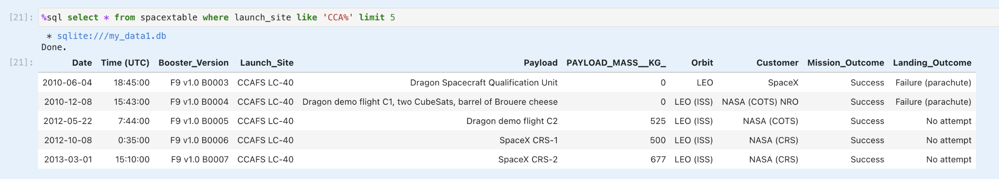 [21]: %sql select * from spacextable where launch_site like 'CCA%' limit 5
* sqlite:///my_data1.db
Done.
[21]: Date Time (UTC) Booster_Version Launch_Site Payload PAYLOAD_MASS__KG_ Orbit Customer Mission_Outcome Landing_Outcome
2010-06-04 18:45:00 F9 v1.0 B0003 CCAFS LC-40 Dragon Spacecraft Qualification Unit 0 LEO SpaceX Success Failure (parachute)
2010-12-08 15:43:00 F9 v1.0 B0004 CCAFS LC-40 Dragon demo flight C1, two CubeSats, barrel of Brouere cheese 0 LEO (ISS) NASA (COTS) NRO Success Failure (parachute)
2012-05-22 7:44:00 F9 v1.0 B0005 CCAFS LC-40 Dragon demo flight C2 525 LEO (ISS) NASA (COTS) Success No attempt
2012-10-08 0:35:00 F9 v1.0 B0006 CCAFS LC-40 SpaceX CRS-1 500 LEO (ISS) NASA (CRS) Success No attempt
2013-03-01 15:10:00 F9 v1.0 B0007 CCAFS LC-40 SpaceX CRS-2 677 LEO (ISS) NASA (CRS) Success No attempt